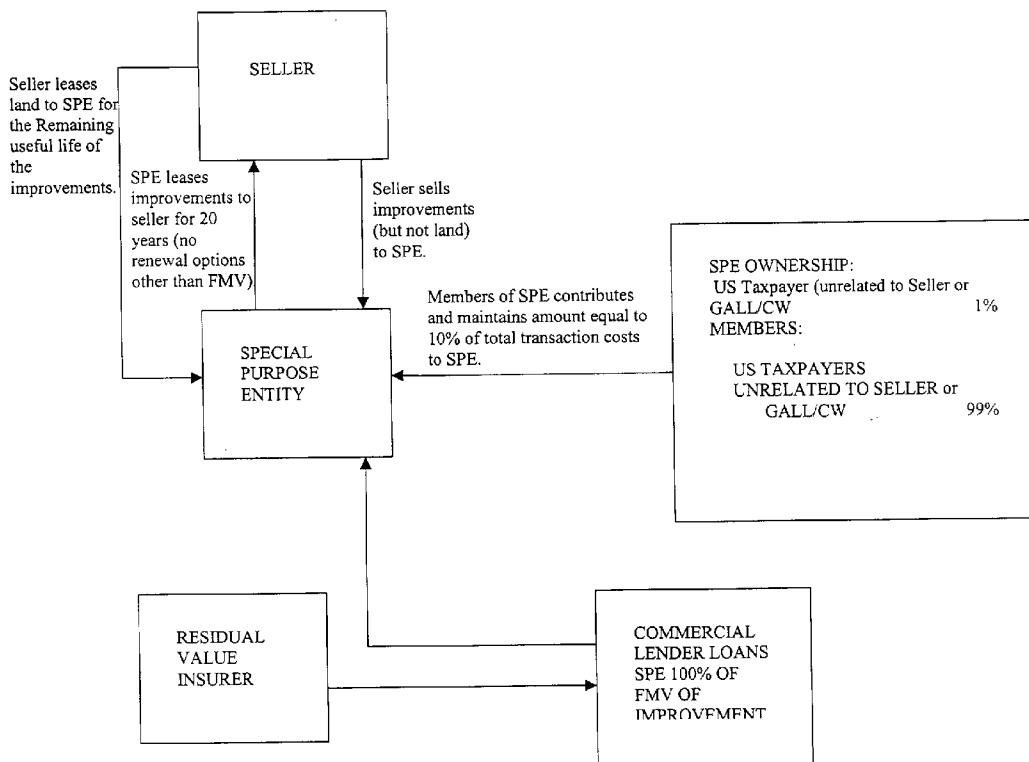 SELLER
Seller leases
land to SPE for
the Remaining
useful life of
the
improvements.
SPE leases
improvements to
seller for 20
years (no
renewal options
other than FMV)
Seller sells
improvements
(but not land)
to SPE.
Members of SPE contributes
and maintains amount equal to
10% of total transaction costs
to SPE.
SPE OWNERSHIP:
US Taxpayer (unrelated to Seller or
GALL/CW 1%
MEMBERS:
US TAXPAYERS
UNRELATED TO SELLER or
GALL/CW 99%
SPECIAL
PURPOSE
ENTITY
RESIDUAL
VALUE
INSURER
COMMERCIAL
LENDER LOANS
SPE 100% OF
FMV OF
IMPROVEMENT